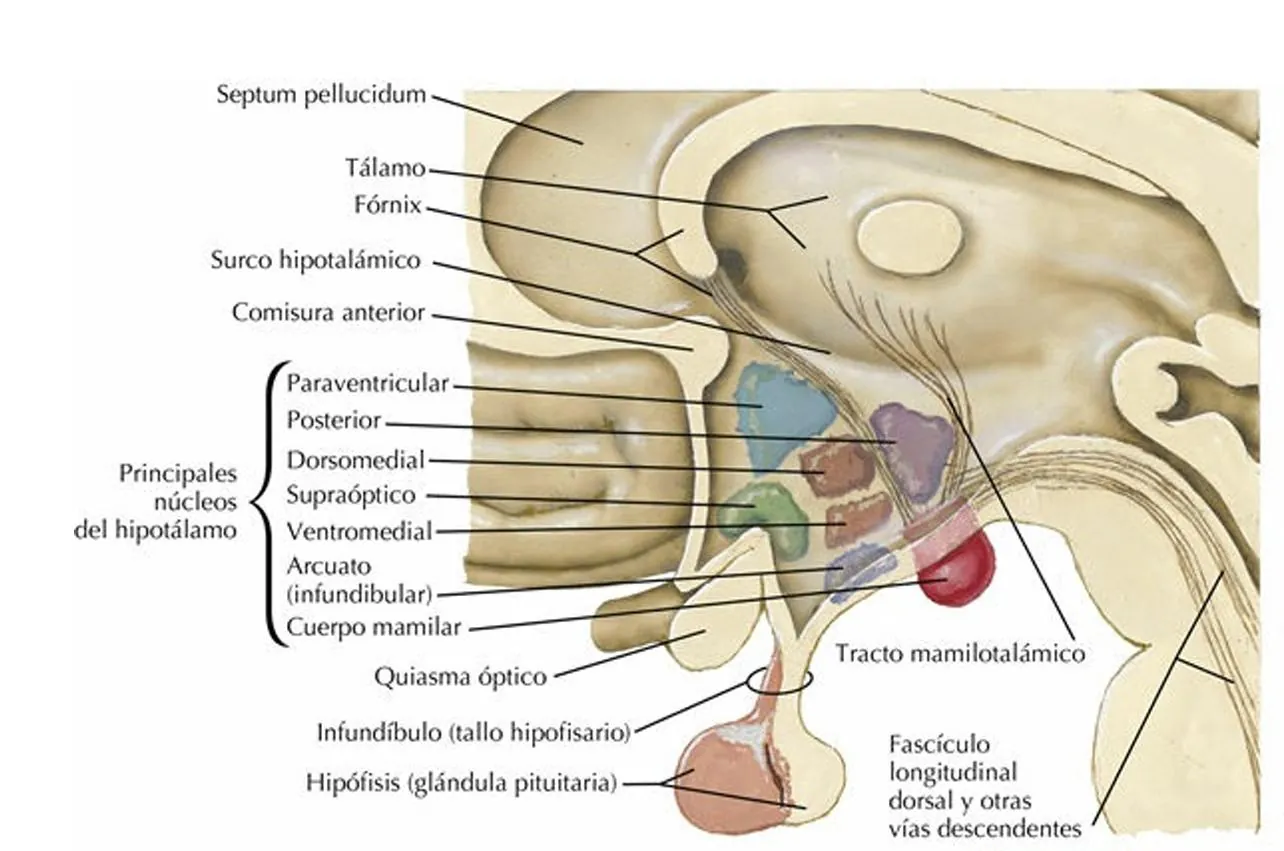 Septum pellucidum
Tálamo
Fórnix
Surco hipotalámico
Comisura anterior
Principales
núcleos
del hipotálamo
Paraventricular
Posterior
Dorsomedial
Supraóptico
Ventromedial
Arcuato
(infundibular)
Cuerpo mamilar
Quiasma óptico
Infundíbulo (tallo hipofisario)
Hipófisis (glándula pituitaria)
Tracto mamilotalámico
Fascículo
longitudinal
dorsal y otras
vías descendentes